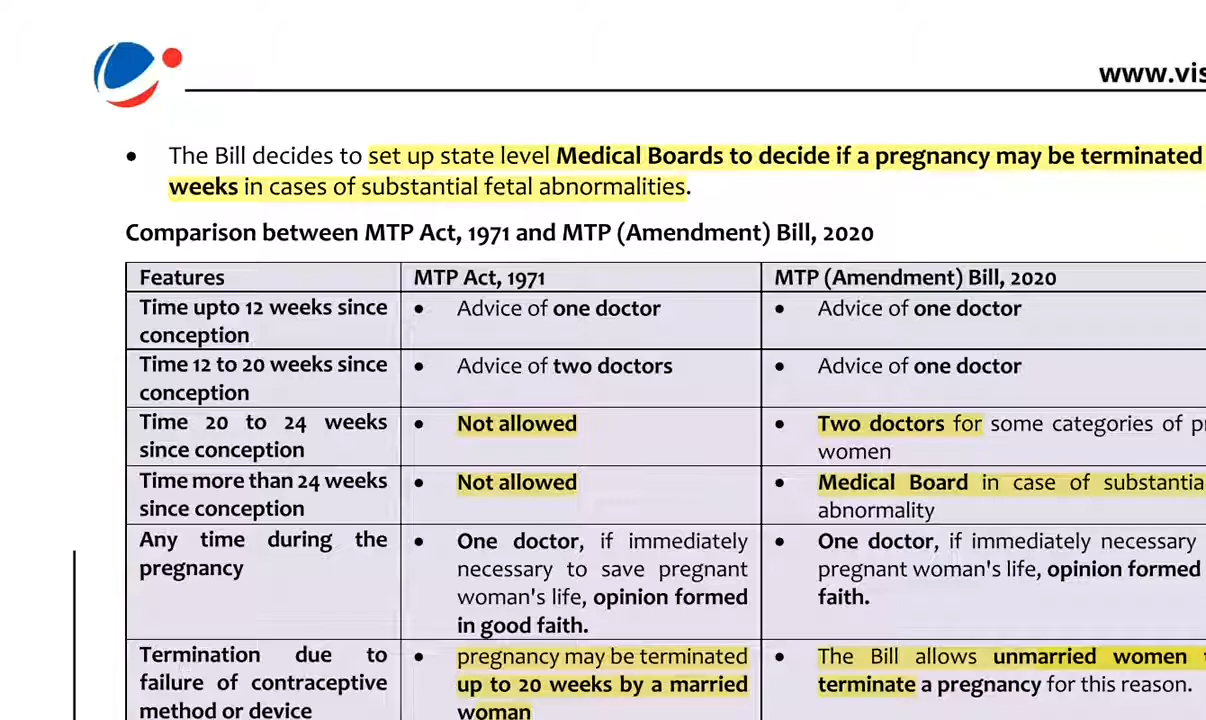 www.vis
• The Bill decides to set up state level Medical Boards to decide if a pregnancy may be terminated
weeks in cases of substantial fetal abnormalities.
Comparison between MTP Act, 1971 and MTP (Amendment) Bill, 2020
Features MTP Act, 1971 MTP (Amendment) Bill, 2020
Time upto 12 weeks since • Advice of one doctor • Advice of one doctor
conception
Time 12 to 20 weeks since • Advice of two doctors • Advice of one doctor
conception
Time 20 to 24 weeks • Not allowed • Two doctors for some categories of pr
since conception women
Time more than 24 weeks • Not allowed • Medical Board in case of substantia
since conception abnormality
Any time during the • One doctor, if immediately • One doctor, if immediately necessary
pregnancy necessary to save pregnant pregnant woman's life, opinion formed
woman's life, opinion formed faith.
in good faith.
Termination due to • pregnancy may be terminated • The Bill allows unmarried women t
failure of contraceptive up to 20 weeks by a married terminate a pregnancy for this reason.
method or device woman